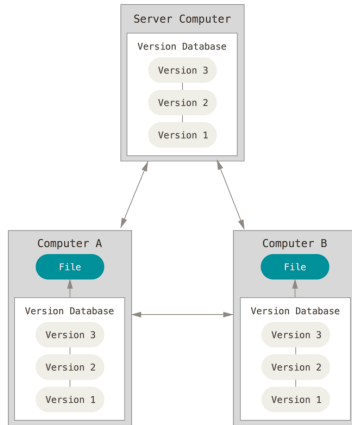 Server Computer
Version Database
Version 3
Version 2
Version 1
Computer A
File
Version Database
Version 3
Version 2
Version 1
Computer B
File
Version Database
Version 3
Version 2
Version 1